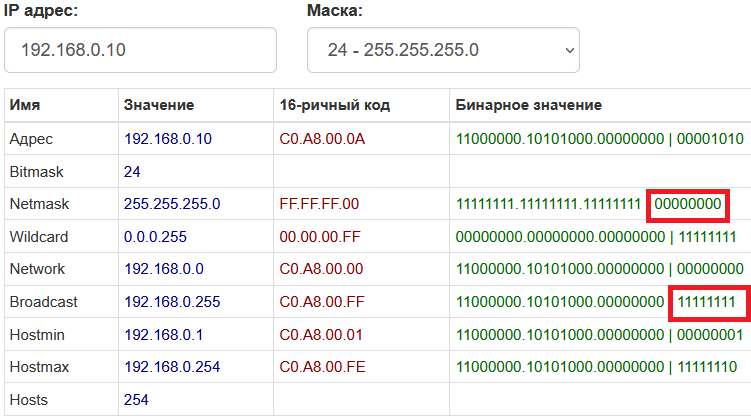 IP адрес: Маска:
192.168.0.10 24 - 255.255.255.0
Имя Значение 16-ричный код Бинарное значение
Адрес 192.168.0.10 C0.A8.00.0A 11000000.10101000.00000000 | 00001010
Bitmask 24
Netmask 255.255.255.0 FF.FF.FF.00 11111111.11111111.11111111 00000000
Wildcard 0.0.0.255 00.00.00.FF 00000000.00000000.00000000 | 11111111
Network 192.168.0.0 C0.A8.00.00 11000000.10101000.00000000 | 00000000
Broadcast 192.168.0.255 C0.A8.00.FF 11000000.10101000.00000000 11111111
Hostmin 192.168.0.1 C0.A8.00.01 11000000.10101000.00000000 | 00000001
Hostmax 192.168.0.254 C0.A8.00.FE 11000000.10101000.00000000 | 11111110
Hosts 254